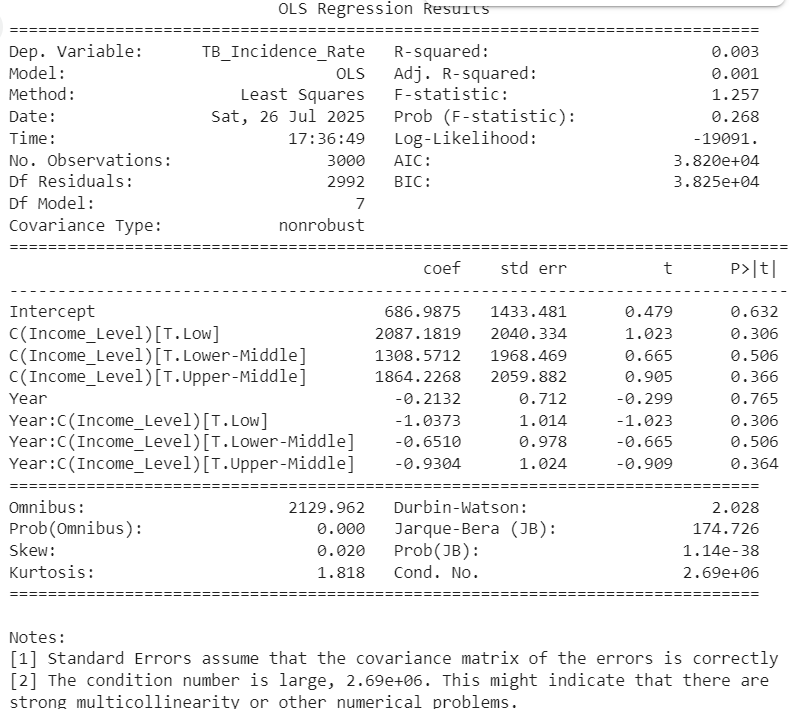 OLS Regression Results
==============================================================================
Dep. Variable:      TB_Incidence_Rate   R-squared:                       0.003
Model:                            OLS   Adj. R-squared:                  0.001
Method:                 Least Squares   F-statistic:                     1.257
Date:                Sat, 26 Jul 2025   Prob (F-statistic):              0.268
Time:                        17:36:49   Log-Likelihood:                -19091.
No. Observations:                3000   AIC:                         3.820e+04
Df Residuals:                    2992   BIC:                         3.825e+04
Df Model:                           7
Covariance Type:            nonrobust
=================================================================================
                                           coef    std err          t      P>|t|
---------------------------------------------------------------------------------
Intercept                              686.9875   1433.481      0.479      0.632
C(Income_Level)[T.Low]                2087.1819   2040.334      1.023      0.306
C(Income_Level)[T.Lower-Middle]       1308.5712   1968.469      0.665      0.506
C(Income_Level)[T.Upper-Middle]       1864.2268   2059.882      0.905      0.366
Year                                    -0.2132      0.712     -0.299      0.765
Year:C(Income_Level)[T.Low]             -1.0373      1.014     -1.023      0.306
Year:C(Income_Level)[T.Lower-Middle]    -0.6510      0.978     -0.665      0.506
Year:C(Income_Level)[T.Upper-Middle]    -0.9304      1.024     -0.909      0.364
==============================================================================
Omnibus:                     2129.962   Durbin-Watson:                   2.028
Prob(Omnibus):                  0.000   Jarque-Bera (JB):              174.726
Skew:                           0.020   Prob(JB):                     1.14e-38
Kurtosis:                       1.818   Cond. No.                     2.69e+06
==============================================================================
Notes:
[1] Standard Errors assume that the covariance matrix of the errors is correctly
[2] The condition number is large, 2.69e+06. This might indicate that there are
strong multicollinearity or other numerical problems.